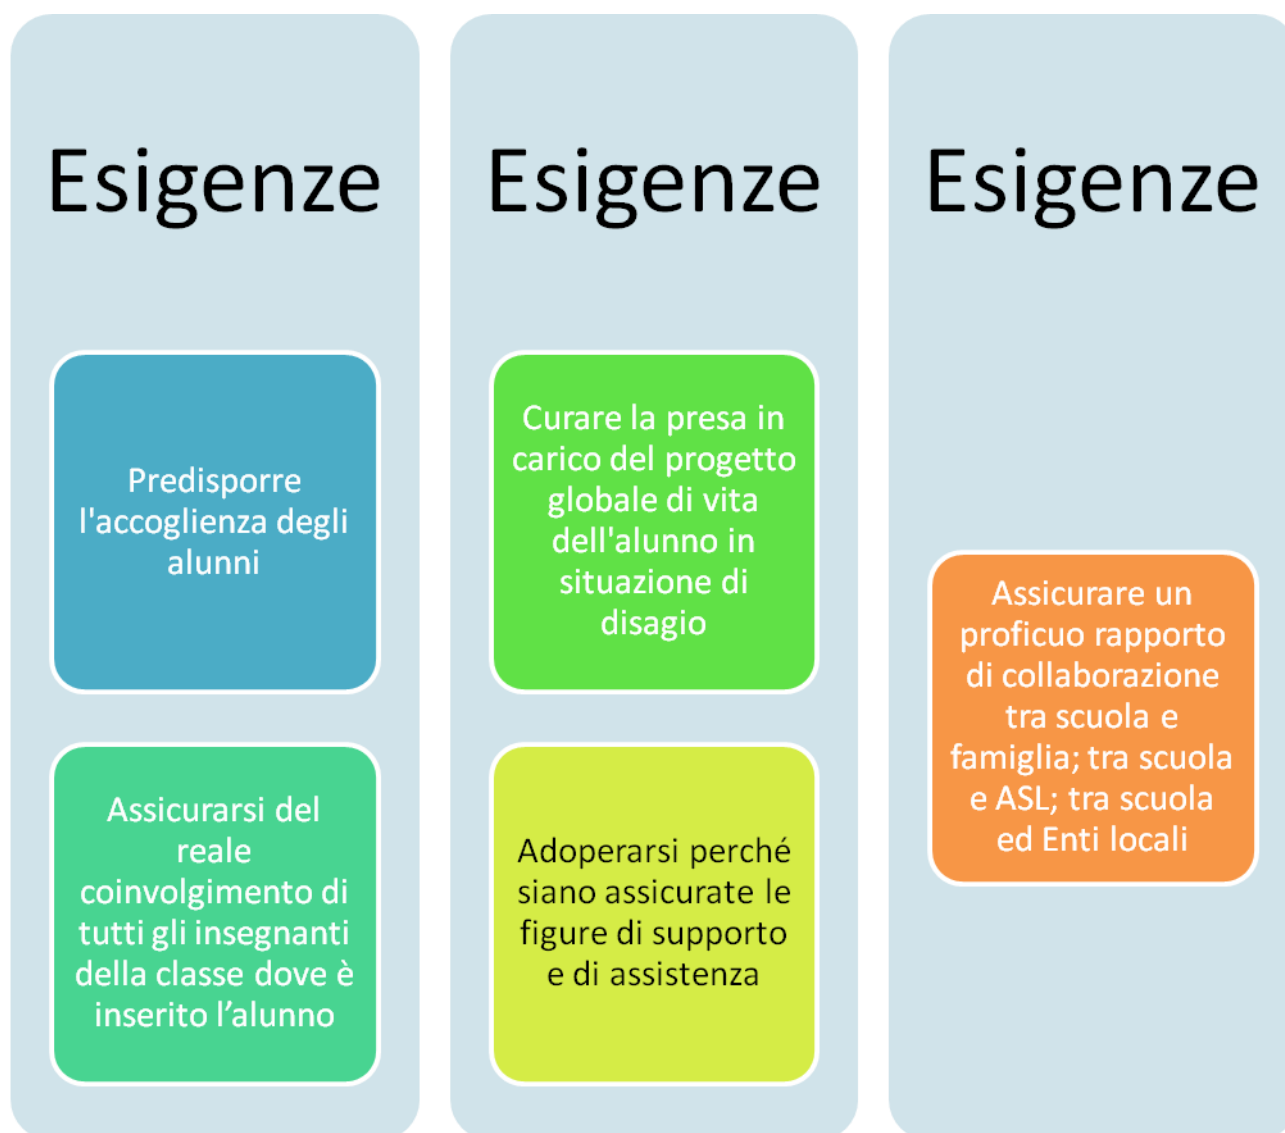 Esigenze
Predisporre
l'accoglienza degli
alunni
Assicurarsi del
reale
coinvolgimento di
tutti gli insegnanti
della classe dove è
inserito l’alunno
Esigenze
Curare la presa in
carico del progetto
globale di vita
dell'alunno in
situazione di
disagio
Adoperarsi perché
siano assicurate le
figure di supporto
e di assistenza
Esigenze
Assicurare un
proficuo rapporto
di collaborazione
tra scuola e
famiglia; tra scuola
e ASL; tra scuola
ed Enti locali